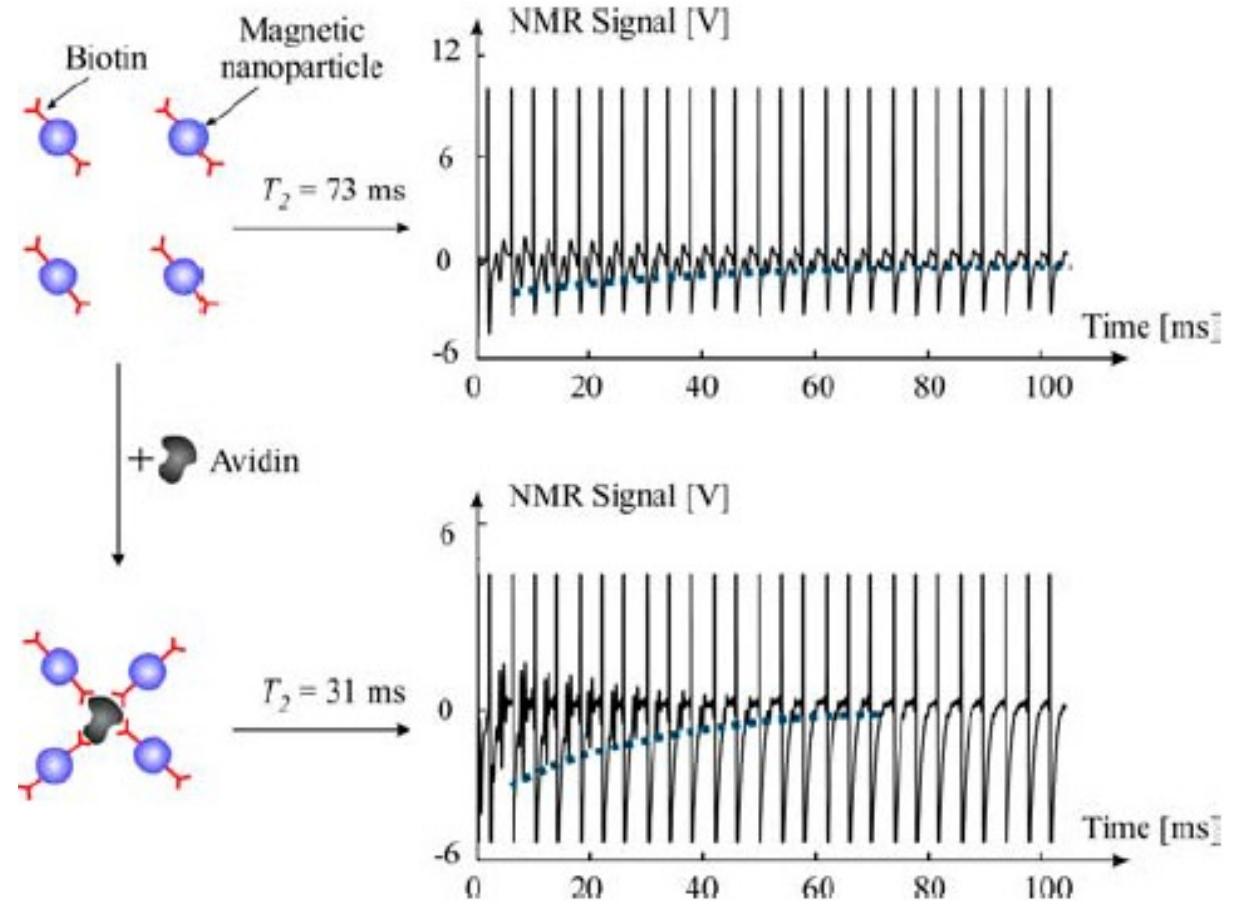 Biotin
Magnetic
nanoparticle
T2 = 73 ms
NMR Signal [V]
12
6
0
-6
Time [ms]
0 20 40 60 80 100
+ Avidin
T2 = 31 ms
NMR Signal [V]
6
0
-6
Time [ms]
0 20 40 60 80 100